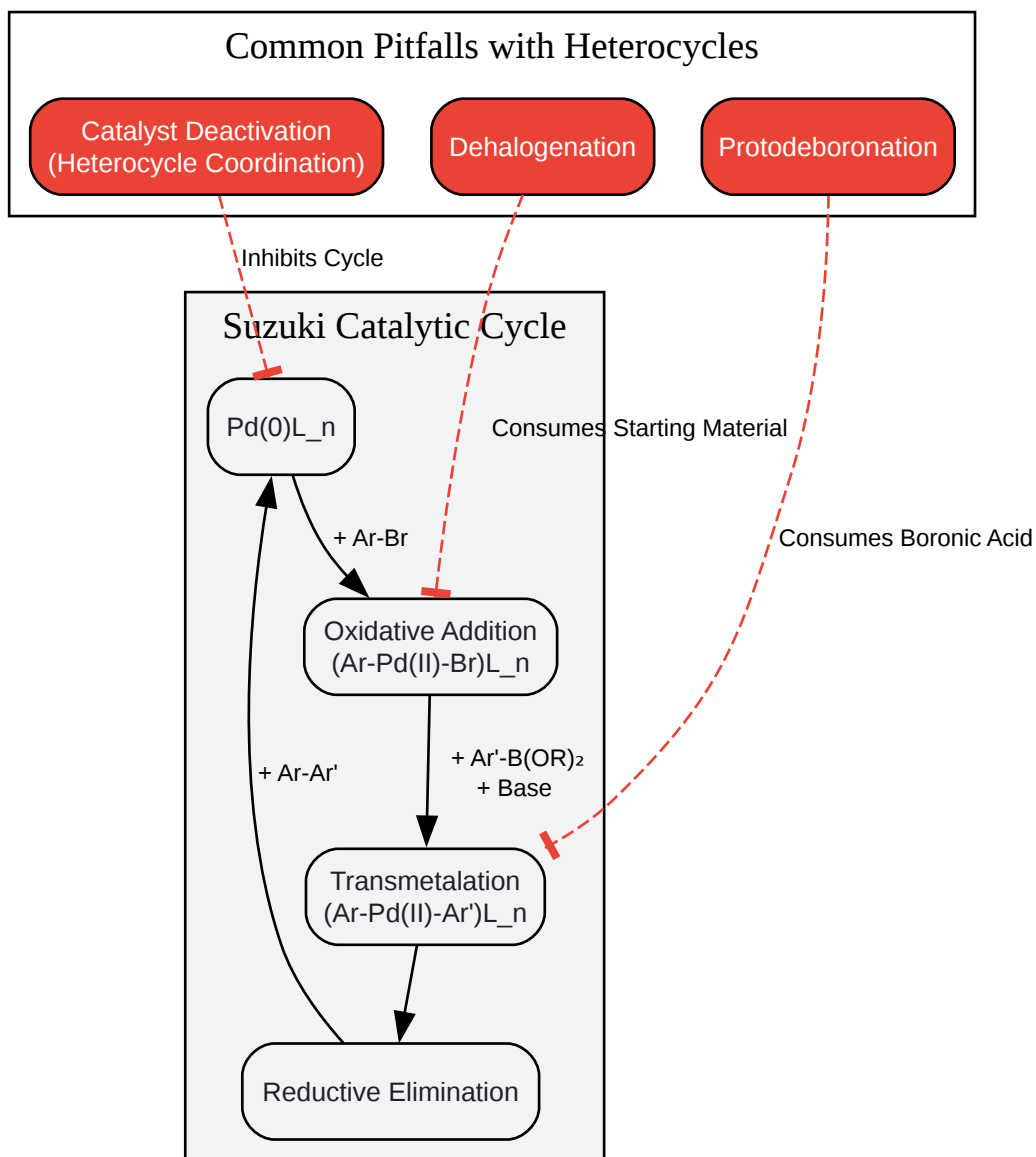 Common Pitfalls with Heterocycles
Catalyst Deactivation
(Heterocycle Coordination)
Dehalogenation
Protodeboronation
Inhibits Cycle
Suzuki Catalytic Cycle
Pd(0)L_n
Consumes Starting Material
+ Ar-Br
Consumes Boronic Acid
Oxidative Addition
(Ar-Pd(II)-Br)L_n
+ Ar'-B(OR)₂
+ Base
+ Ar-Ar'
Transmetalation
(Ar-Pd(II)-Ar')L_n
Reductive Elimination